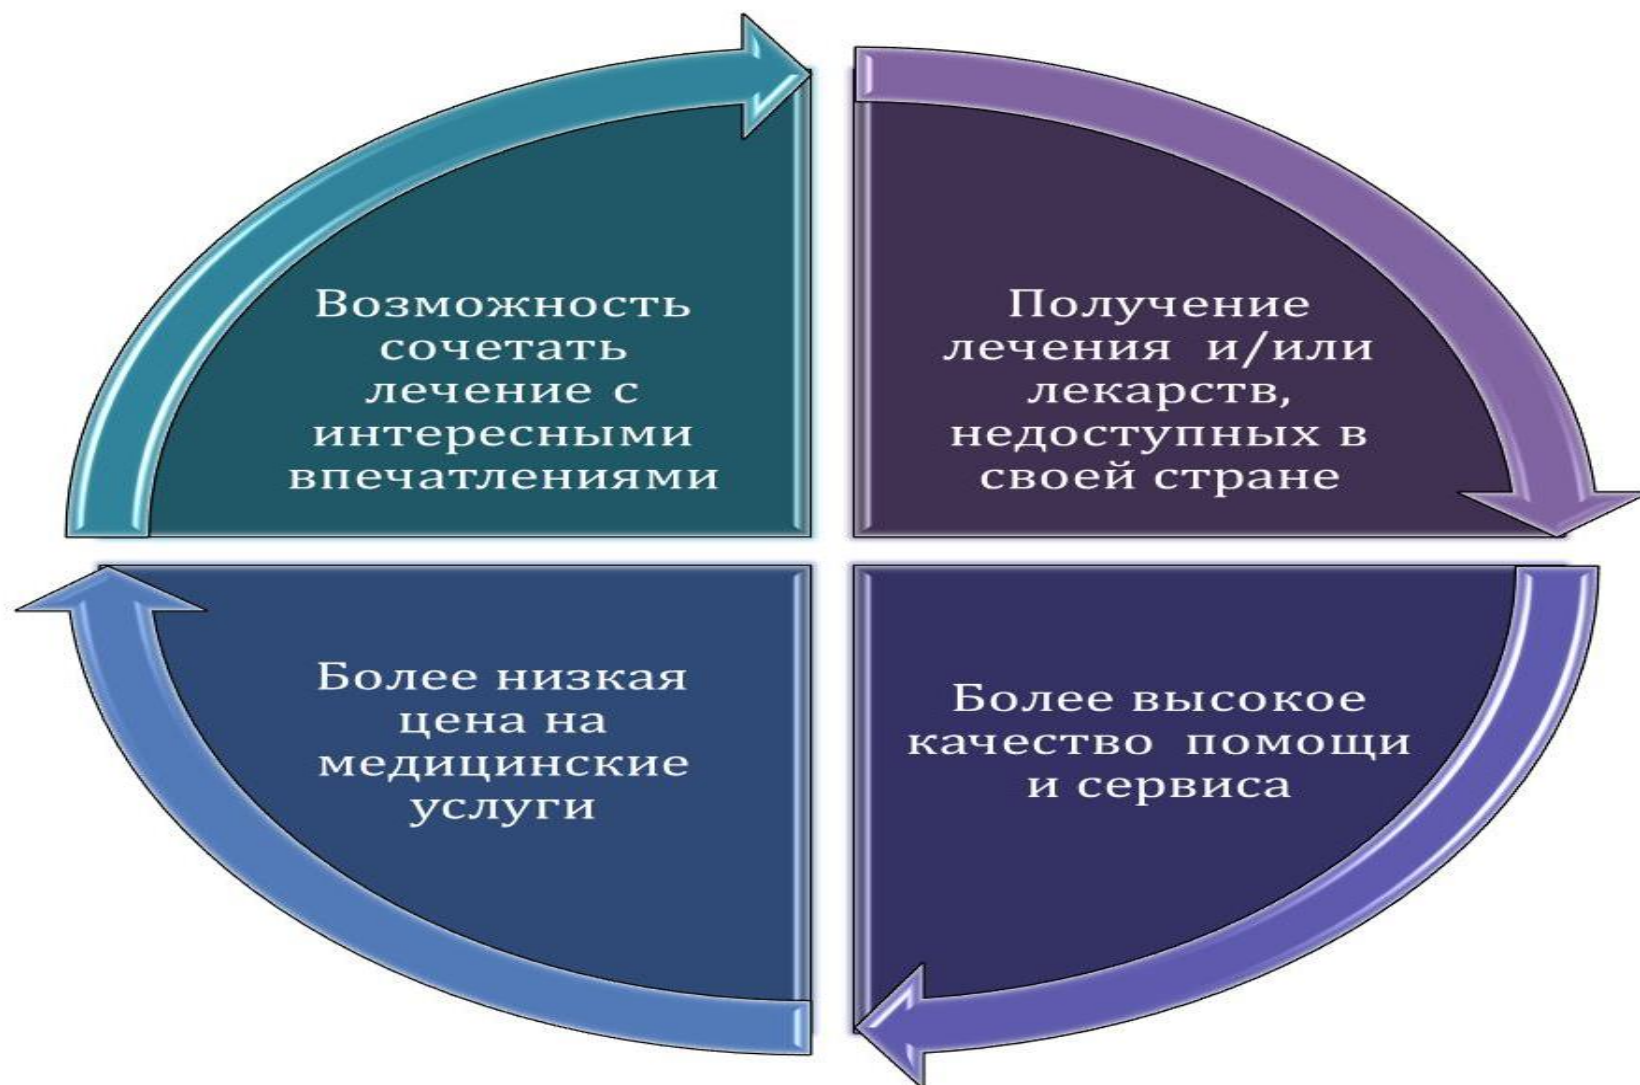 Возможность
сочетать
лечение с
интересными
впечатлениями
Получение
лечения и/или
лекарств,
недоступных в
своей стране
Более низкая
цена на
медицинские
услуги
Более высокое
качество помощи
и сервиса